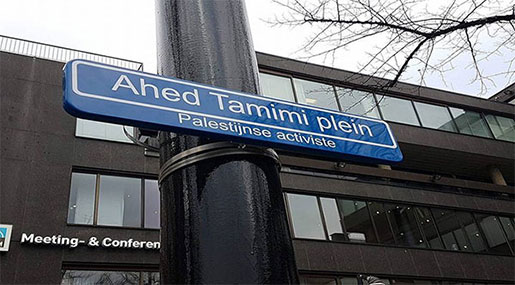 Ahed Tamimi plein
Palestijnse activiste
Meeting- & Conferen